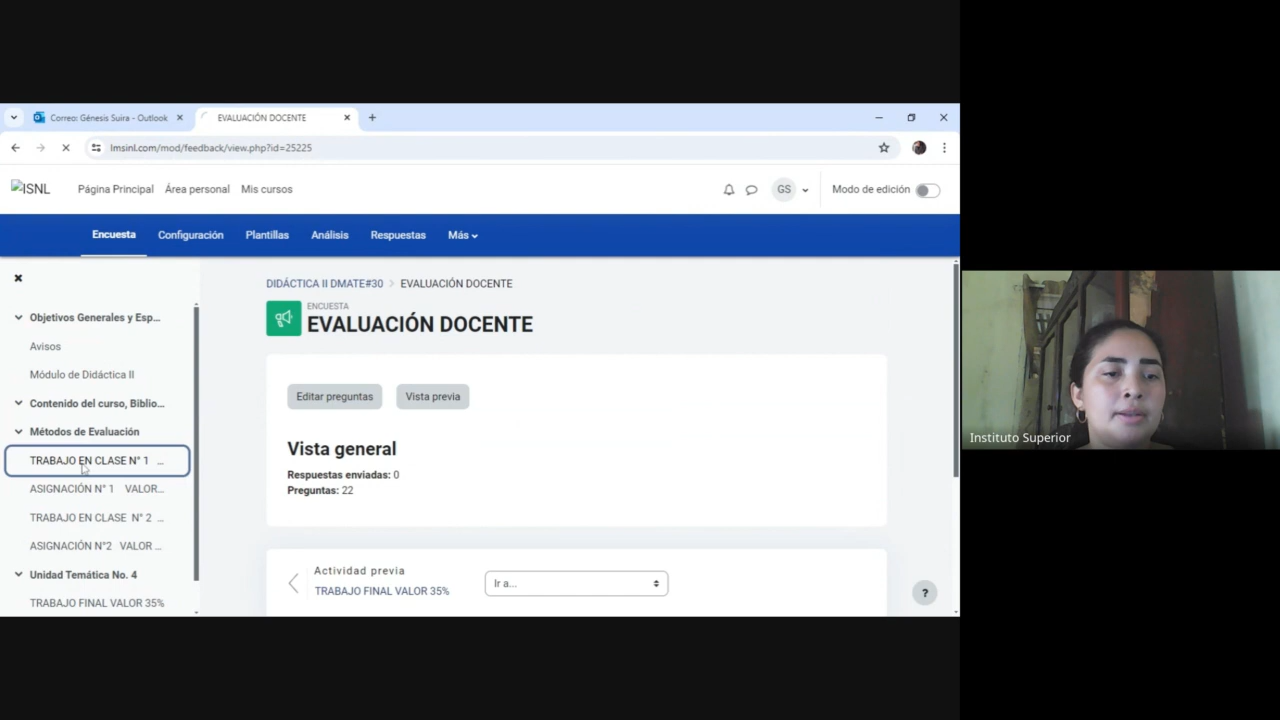 Correo: Génesis Suira - Outlook
EVALUACIÓN DOCENTE
lmsinl.com/mod/feedback/view.php?id=25225
ISNL
Página Principal
Área personal
Mis cursos
GS
Modo de edición
Encuesta
Configuración
Plantillas
Análisis
Respuestas
Más
Objetivos Generales y Esp...
Avisos
Módulo de Didáctica II
Contenido del curso, Biblio...
Métodos de Evaluación
TRABAJO EN CLASE N° 1 ...
ASIGNACIÓN N° 1 VALOR...
TRABAJO EN CLASE N° 2 ...
ASIGNACIÓN N°2 VALOR ...
Unidad Temática No. 4
TRABAJO FINAL VALOR 35%
DIDÁCTICA II DMATE#30 > EVALUACIÓN DOCENTE
ENCUESTA
EVALUACIÓN DOCENTE
Editar preguntas
Vista previa
Vista general
Respuestas enviadas: 0
Preguntas: 22
Actividad previa
TRABAJO FINAL VALOR 35%
Ir a...
?
Instituto Superior